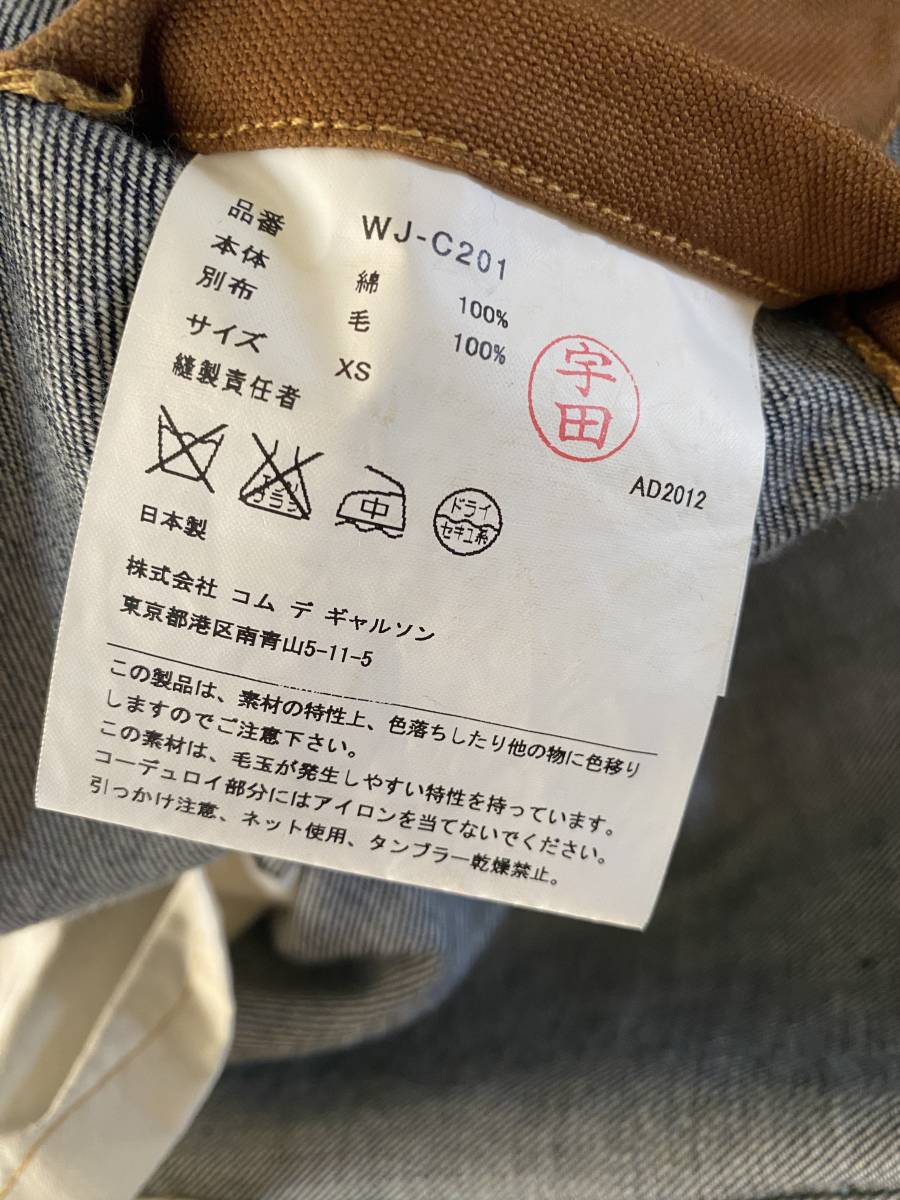 品番 WJ-C201
本体 綿 100%
別布 毛 100%
サイズ XS
縫製責任者
宇田
AD2012
エンソ
サラシ
中
ドライ
セキユ系
日本製
株式会社 コム デ ギャルソン
東京都港区南青山5-11-5
この製品は、素材の特性上、色落ちしたり他の物に色移り
しますのでご注意下さい。
この素材は、毛玉が発生しやすい特性を持っています。
コーデュロイ部分にはアイロンを当てないでください。
引っかけ注意、ネット使用、タンブラー乾燥禁止。